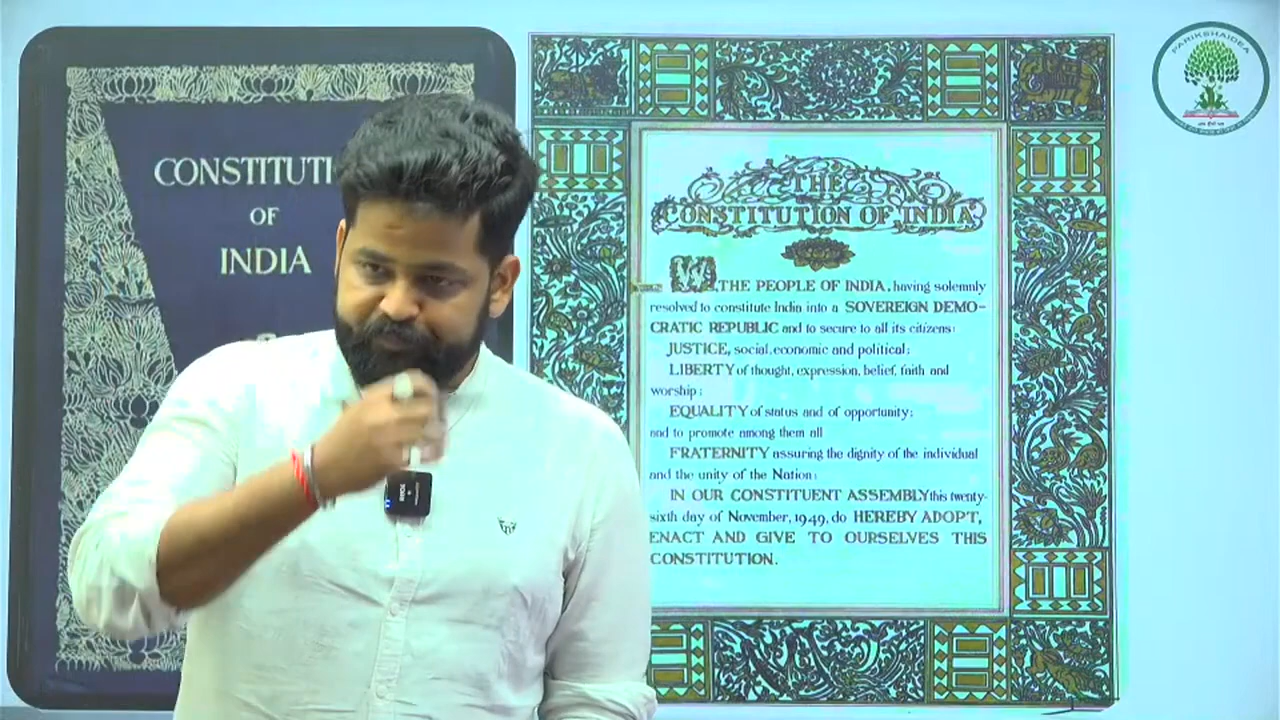 CONSTITUTI
OF
INDIA
THE
CONSTITUTION OF INDIA
WE, THE PEOPLE OF INDIA, having solemnly
resolved to constitute India into a SOVEREIGN DEMO-
CRATIC REPUBLIC and to secure to all its citizens:
JUSTICE, social, economic and political;
LIBERTY of thought, expression, belief, faith and
worship;
EQUALITY of status and of opportunity;
and to promote among them all
FRATERNITY assuring the dignity of the individual
and the unity of the Nation;
IN OUR CONSTITUENT ASSEMBLY this twenty-
sixth day of November, 1949, do HEREBY ADOPT,
ENACT AND GIVE TO OURSELVES THIS
CONSTITUTION.
PARIKSHAIDEA
RODE